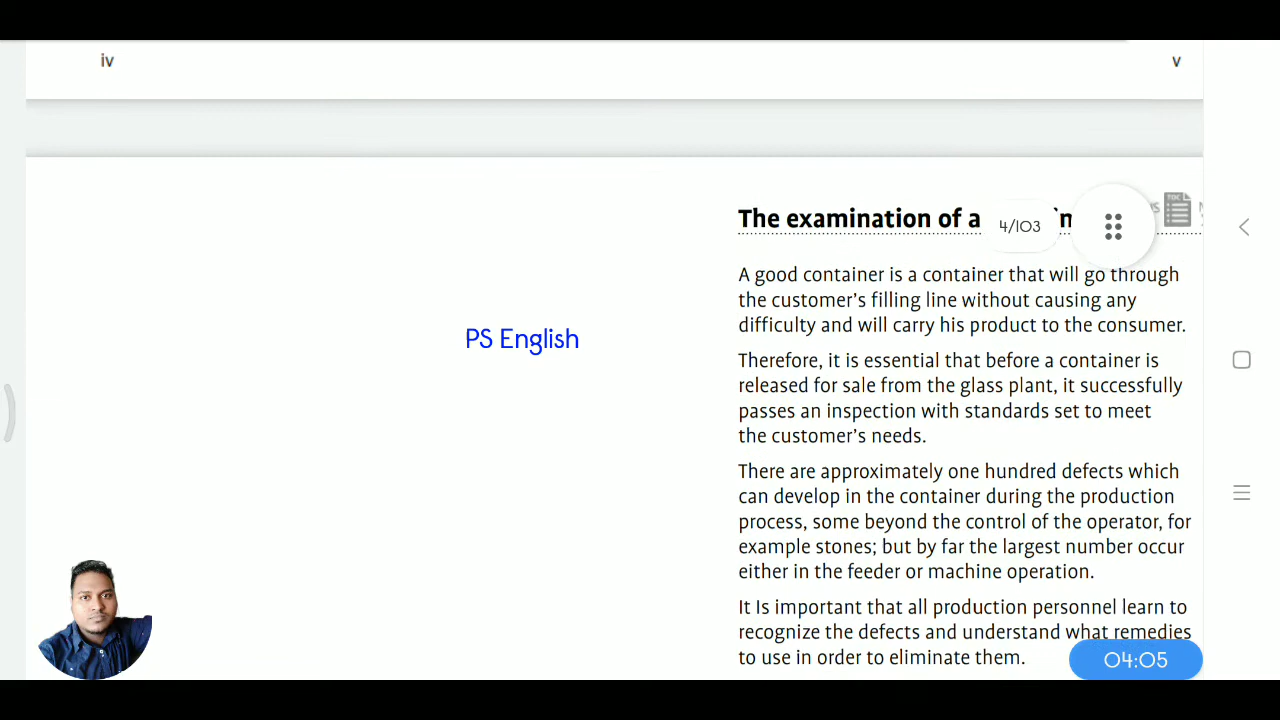 iv
v
The examination of a
4/103
TOC
A good container is a container that will go through
the customer's filling line without causing any
difficulty and will carry his product to the consumer.
PS English
Therefore, it is essential that before a container is
released for sale from the glass plant, it successfully
passes an inspection with standards set to meet
the customer's needs.
There are approximately one hundred defects which
can develop in the container during the production
process, some beyond the control of the operator, for
example stones; but by far the largest number occur
either in the feeder or machine operation.
It Is important that all production personnel learn to
recognize the defects and understand what remedies
to use in order to eliminate them.
04:05